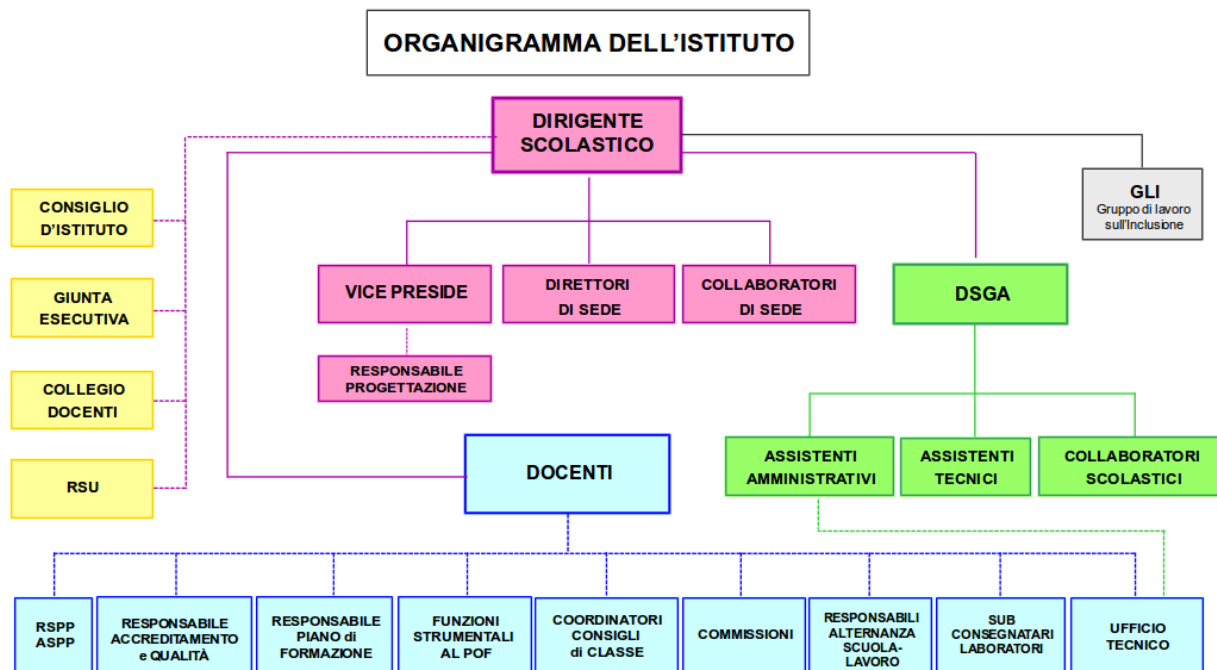 ORGANIGRAMMA DELL'ISTITUTO
DIRIGENTE
SCOLASTICO
CONSIGLIO
D'ISTITUTO
GIUNTA
ESECUTIVA
COLLEGIO
DOCENTI
RSU
GLI
Gruppo di lavoro
sull'Inclusione
VICE PRESIDE
DIRETTORI
DI SEDE
COLLABORATORI
DI SEDE
DSGA
RESPONSABILE
PROGETTAZIONE
DOCENTI
ASSISTENTI
AMMINISTRATIVI
ASSISTENTI
TECNICI
COLLABORATORI
SCOLASTICI
RSPP
ASPP
RESPONSABILE
ACCREDITAMENTO
e QUALITÀ
RESPONSABILE
PIANO di
FORMAZIONE
FUNZIONI
STRUMENTALI
AL POF
COORDINATORI
CONSIGLI
di CLASSE
COMMISSIONI
RESPONSABILI
ALTERNANZA
SCUOLA-
LAVORO
SUB
CONSEGNATARI
LABORATORI
UFFICIO
TECNICO